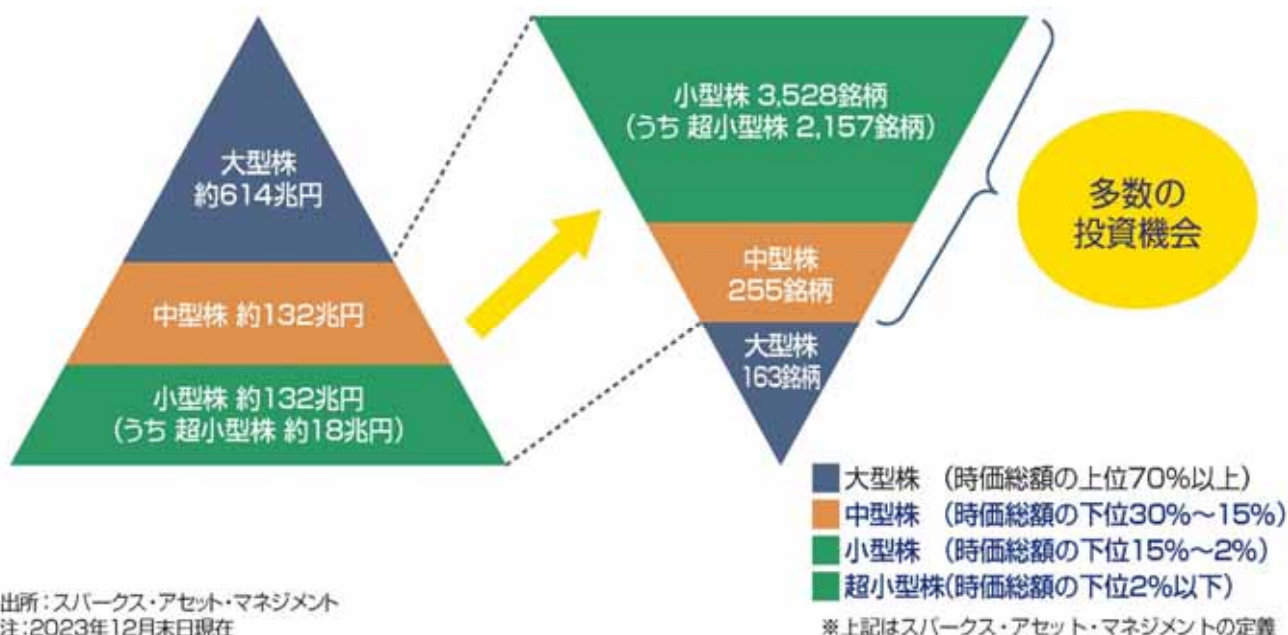 大型株
約614兆円
中型株 約132兆円
小型株 約132兆円
(うち 超小型株 約18兆円)
小型株 3,528銘柄
(うち 超小型株 2,157銘柄)
中型株
255銘柄
大型株
163銘柄
多数の
投資機会
大型株 (時価総額の上位70%以上)
中型株 (時価総額の下位30%～15%)
小型株 (時価総額の下位15%～2%)
超小型株(時価総額の下位2%以下)
※上記はスパークス・アセット・マネジメントの定義
出所：スパークス・アセット・マネジメント
注：2023年12月末日現在